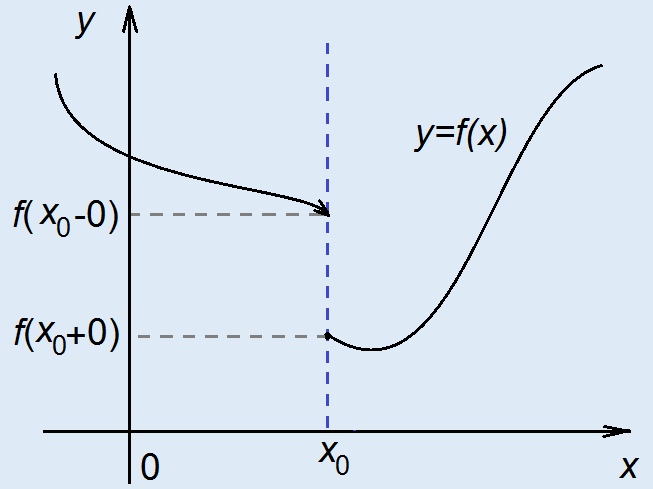 y
y=f(x)
f(x₀-0)
f(x₀+0)
0
x₀
x